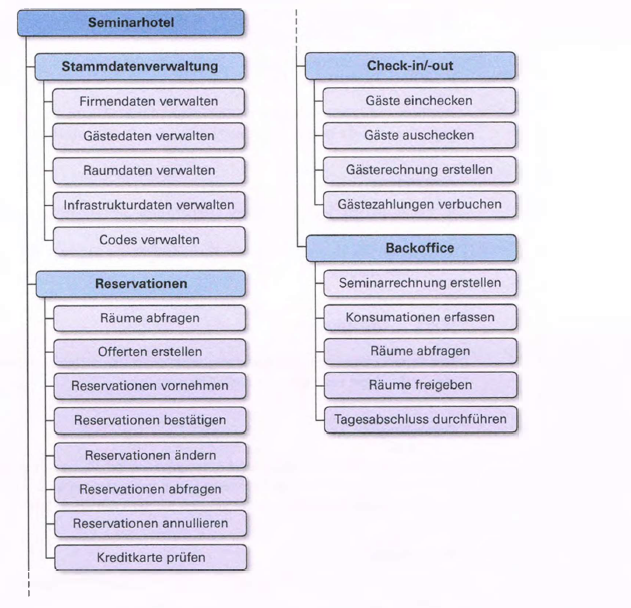 Seminarhotel
Stammdatenverwaltung
Firmendaten verwalten
Gästedaten verwalten
Raumdaten verwalten
Infrastrukturdaten verwalten
Codes verwalten
Reservationen
Räume abfragen
Offerten erstellen
Reservationen vornehmen
Reservationen bestätigen
Reservationen ändern
Reservationen abfragen
Reservationen annullieren
Kreditkarte prüfen
Check-in/-out
Gäste einchecken
Gäste auschecken
Gästerechnung erstellen
Gästezahlungen verbuchen
Backoffice
Seminarrechnung erstellen
Konsumationen erfassen
Räume abfragen
Räume freigeben
Tagesabschluss durchführen